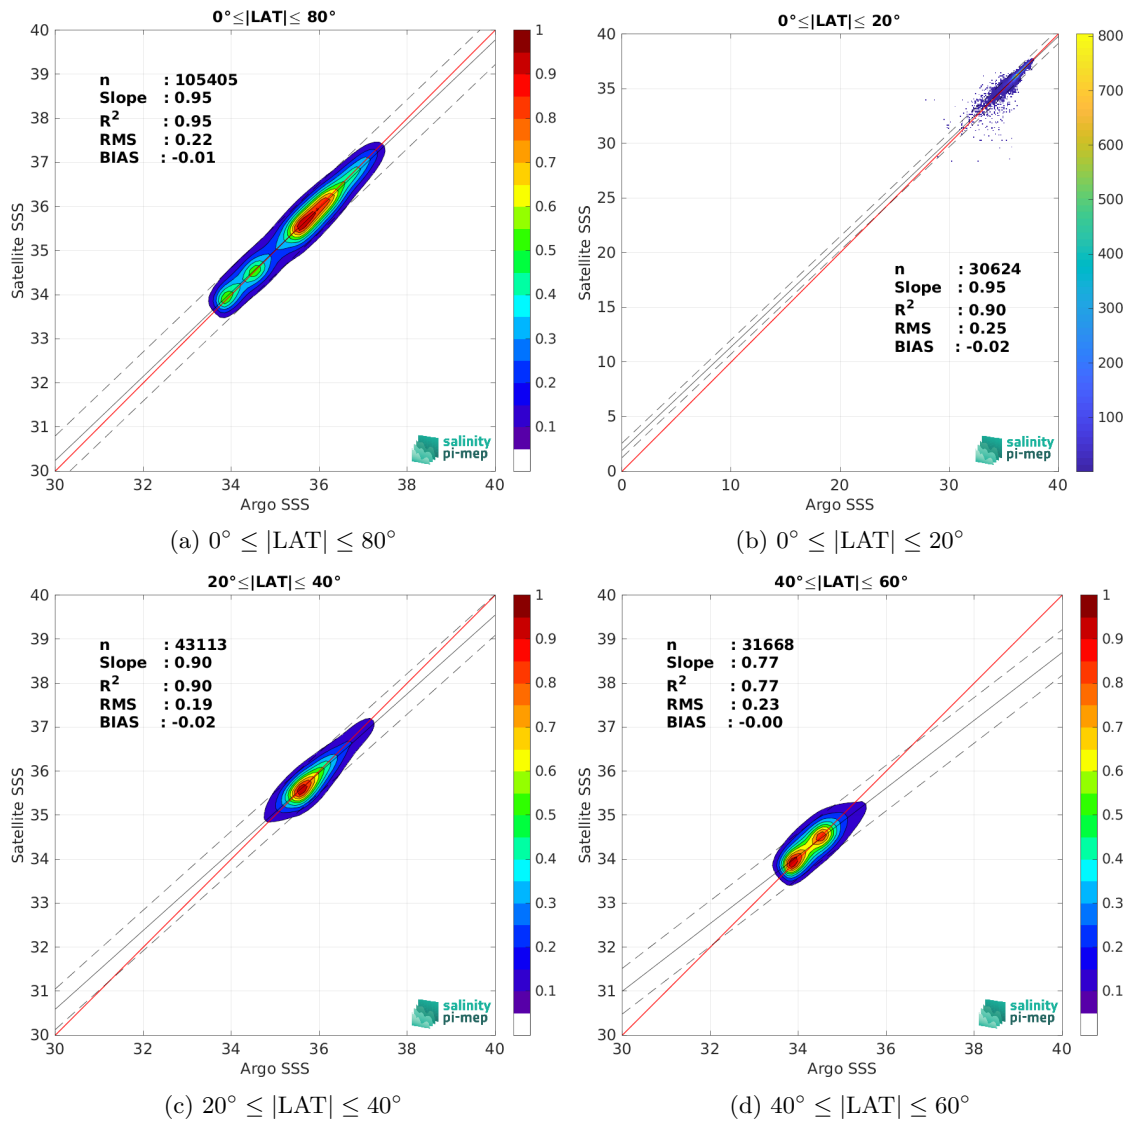 0°≤|LAT|≤ 80°
40
39
38
37
36
35
34
33
32
31
30
Satellite SSS
n : 105405
Slope : 0.95
R2 : 0.95
RMS : 0.22
BIAS : -0.01
salinity
pi-mep
30 32 34 36 38 40
Argo SSS
1
0.9
0.8
0.7
0.6
0.5
0.4
0.3
0.2
0.1
(a) 0° ≤ |LAT| ≤ 80°
0°≤|LAT|≤ 20°
40
35
30
25
20
15
10
5
0
Satellite SSS
n : 30624
Slope : 0.95
R2 : 0.90
RMS : 0.25
BIAS : -0.02
salinity
pi-mep
0 10 20 30 40
Argo SSS
800
700
600
500
400
300
200
100
(b) 0° ≤ |LAT| ≤ 20°
20°≤|LAT|≤ 40°
40
39
38
37
36
35
34
33
32
31
30
Satellite SSS
n : 43113
Slope : 0.90
R2 : 0.90
RMS : 0.19
BIAS : -0.02
salinity
pi-mep
30 32 34 36 38 40
Argo SSS
1
0.9
0.8
0.7
0.6
0.5
0.4
0.3
0.2
0.1
(c) 20° ≤ |LAT| ≤ 40°
40°≤|LAT|≤ 60°
40
39
38
37
36
35
34
33
32
31
30
Satellite SSS
n : 31668
Slope : 0.77
R2 : 0.77
RMS : 0.23
BIAS : -0.00
salinity
pi-mep
30 32 34 36 38 40
Argo SSS
1
0.9
0.8
0.7
0.6
0.5
0.4
0.3
0.2
0.1
(d) 40° ≤ |LAT| ≤ 60°